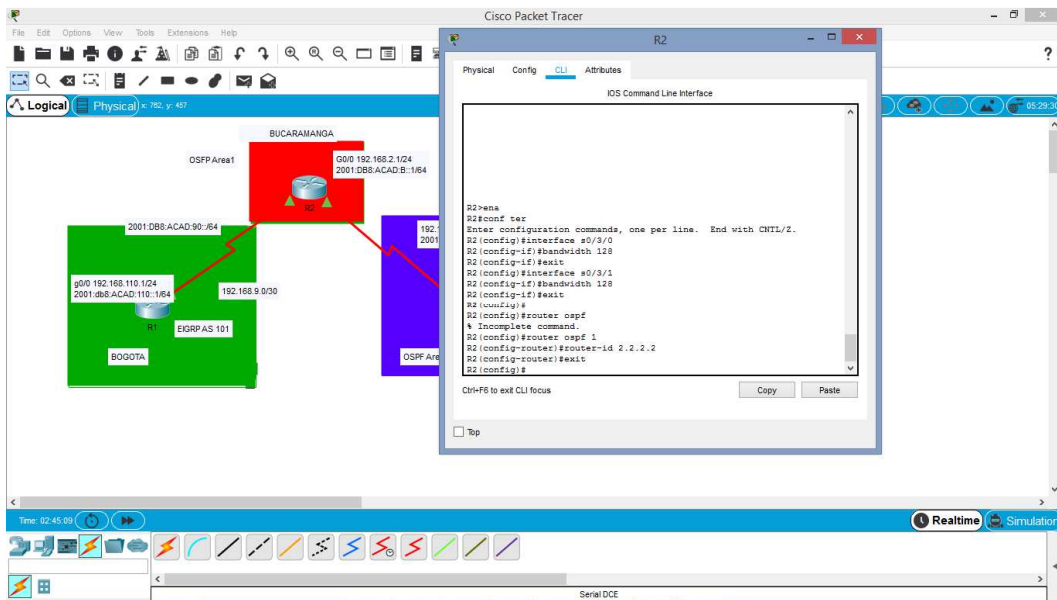 Cisco Packet Tracer
File Edit Options View Tools Extensions Help
Logical
Physical
x: 762, y: 457
05:29:30
BUCARAMANGA
OSFP Area1
G0/0 192.168.2.1/24
2001:DB8:ACAD:B::1/64
R2
2001:DB8:ACAD:90::/64
g0/0 192.168.110.1/24
2001:db8:ACAD:110::1/64
192.168.9.0/30
R1
EIGRP AS 101
BOGOTA
192.1
2001
OSPF Are
R2
Physical Config CLI Attributes
IOS Command Line Interface
R2>ena
R2#conf ter
Enter configuration commands, one per line. End with CNTL/Z.
R2(config)#interface s0/3/0
R2(config-if)#bandwidth 128
R2(config-if)#exit
R2(config)#interface s0/3/1
R2(config-if)#bandwidth 128
R2(config-if)#exit
R2(config)#
R2(config)#router ospf
% Incomplete command.
R2(config)#router ospf 1
R2(config-router)#router-id 2.2.2.2
R2(config-router)#exit
R2(config)#
Ctrl+F6 to exit CLI focus
Copy
Paste
Top
Time: 02:45:09
Realtime
Simulation
Serial DCE